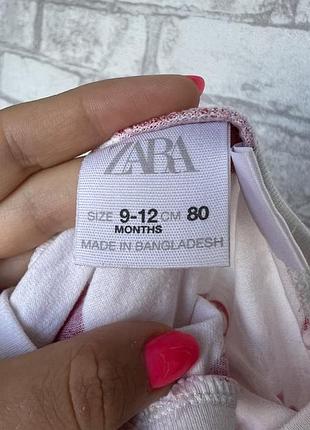 ZARA
SIZE 9-12 CM 80
MONTHS
MADE IN BANGLADESH